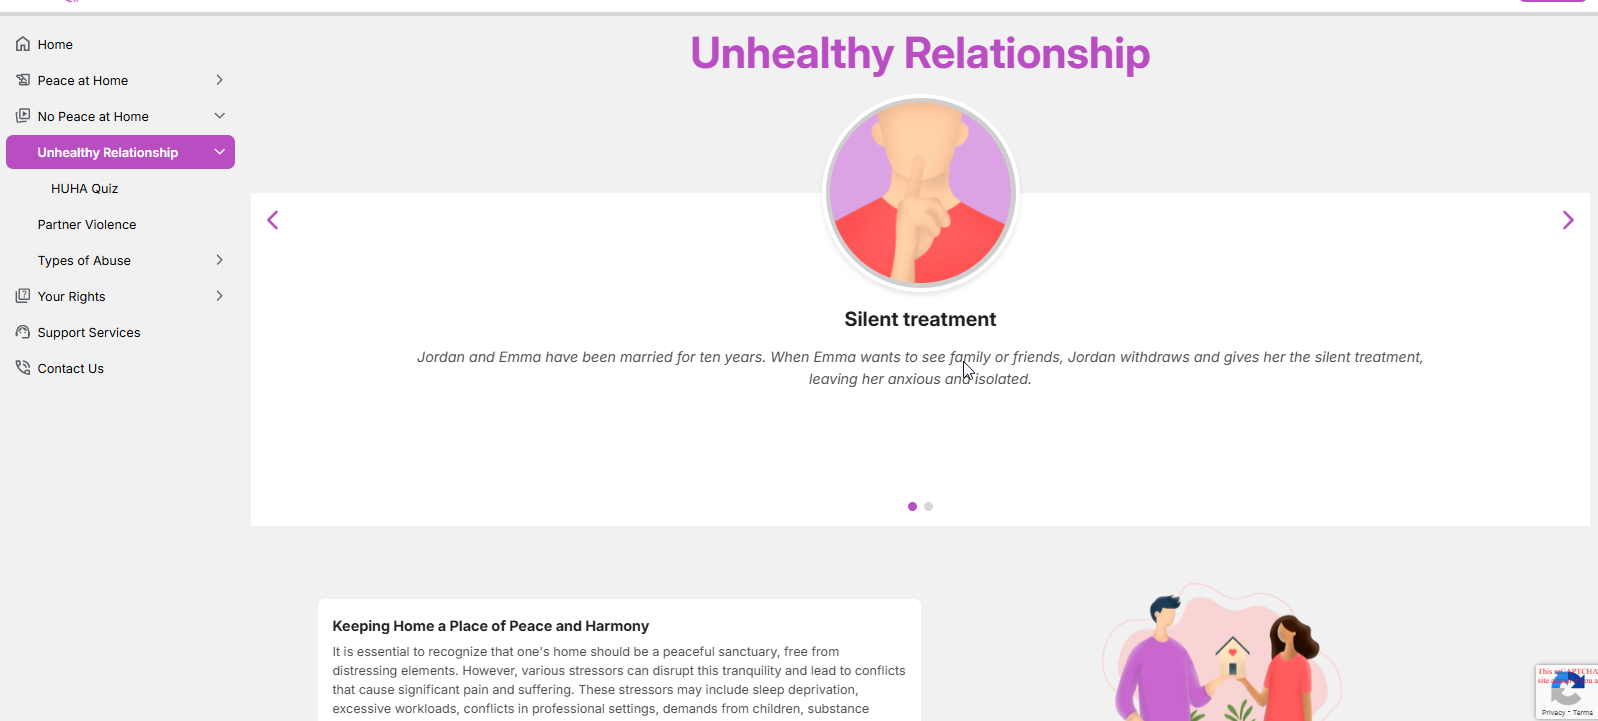 Home
Peace at Home
No Peace at Home
Unhealthy Relationship
HUHA Quiz
Partner Violence
Types of Abuse
Your Rights
Support Services
Contact Us
Unhealthy Relationship
Silent treatment
Jordan and Emma have been married for ten years. When Emma wants to see family or friends, Jordan withdraws and gives her the silent treatment,
leaving her anxious and isolated.
Keeping Home a Place of Peace and Harmony
It is essential to recognize that one's home should be a peaceful sanctuary, free from
distressing elements. However, various stressors can disrupt this tranquility and lead to conflicts
that cause significant pain and suffering. These stressors may include sleep deprivation,
excessive workloads, conflicts in professional settings, demands from children, substance
This reCAPTCHA
site
Privacy - Terms